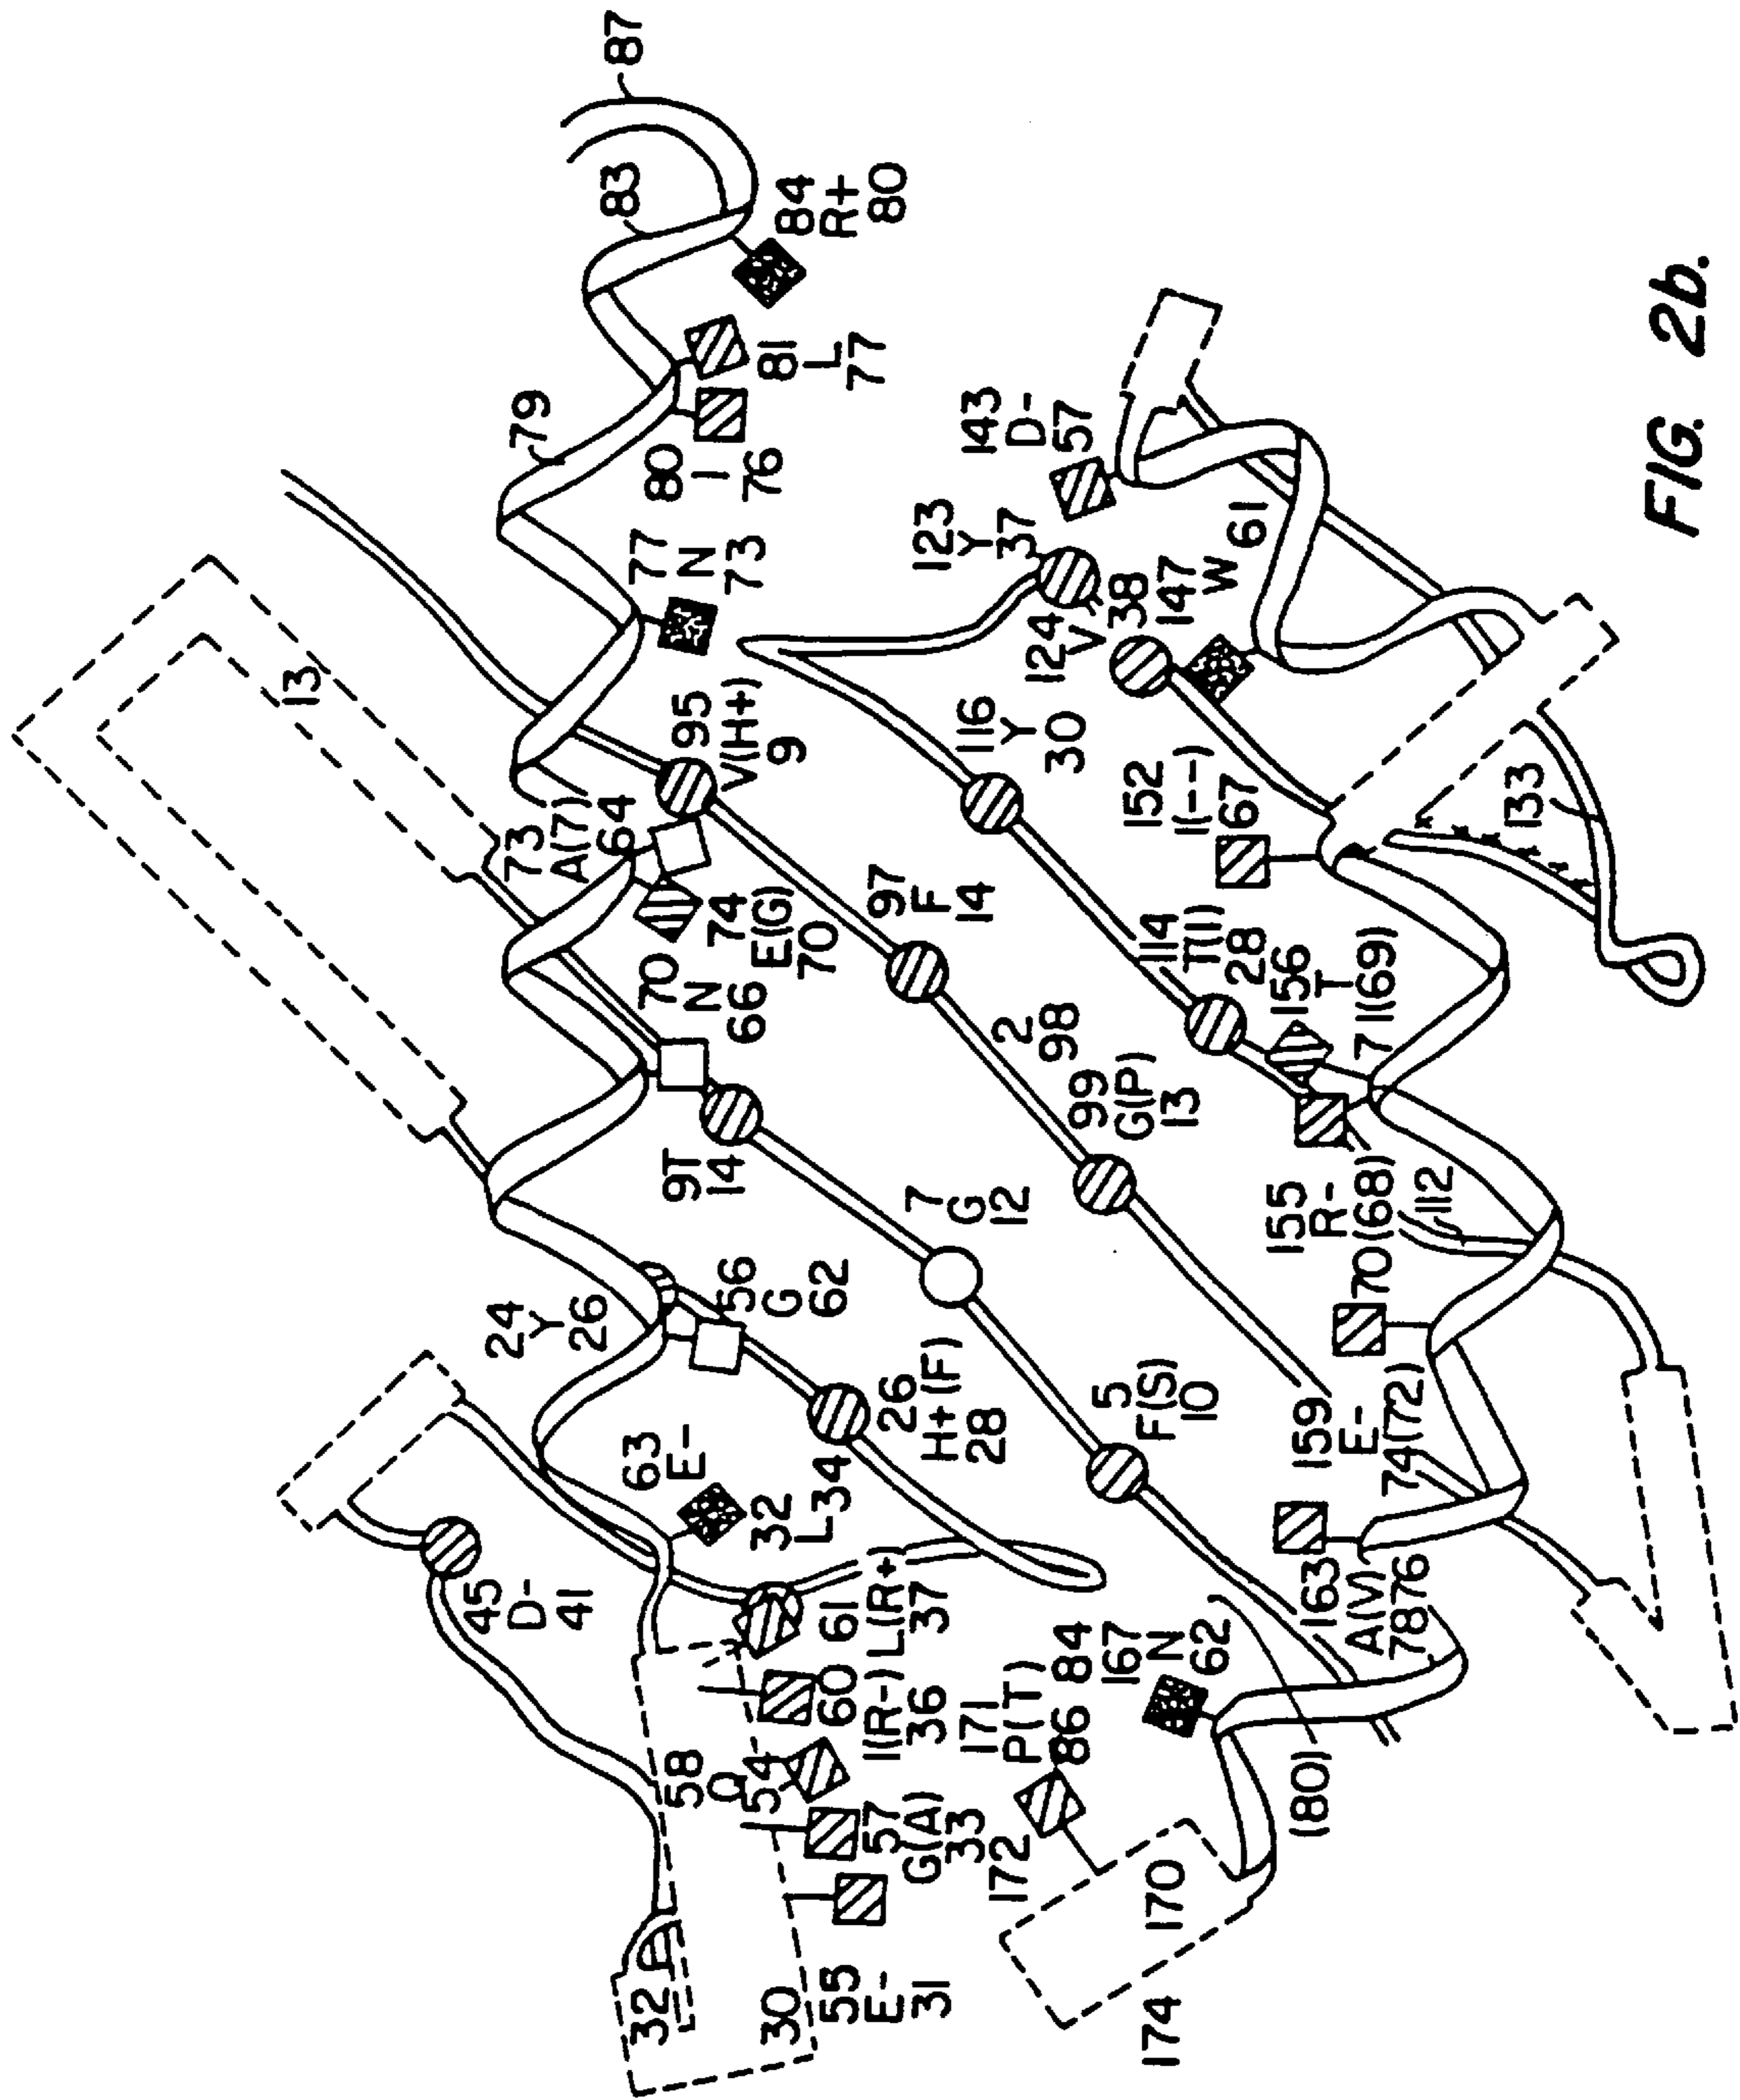 87
83
84
R+
80
81
L
77
79
80
I
76
77
N
73
13
95
V(H+)
9
73
A(7)
64
74
E(G)
70
70
N
66
9T
14
7
G
12
97
F
14
2
98
99
G(P)
13
116
Y
30
114
T(I)
28
123
Y
37
124
V
38
143
D-
57
147
W
61
152
I(--)
67
133
156
T
71(69)
155
R-
70(68)
112
159
E-
74(72)
163
A(V)
7876
5
F(S)
10
24
Y
26
56
G
62
26
H+(F)
28
63
E-
32
L34
45
D-
41
61
L(R+)
37
60
I(R-)
36
58
Q
54
57
G(A)
33
172
171
P(T)
86
84
167
N
62
(80)
170
174
32
30
55
E-
31
FIG. 2b.